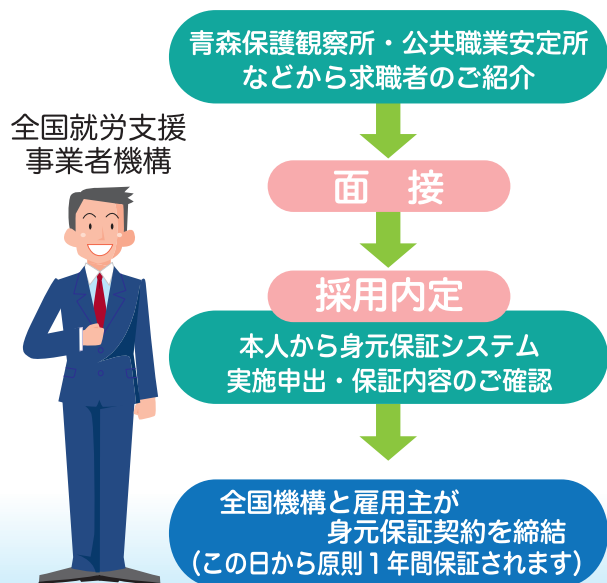 青森保護観察所・公共職業安定所
などから求職者のご紹介
全国就労支援
事業者機構
面　接
採用内定
本人から身元保証システム
実施申出・保証内容のご確認
全国機構と雇用主が
身元保証契約を締結
（この日から原則１年間保証されます）